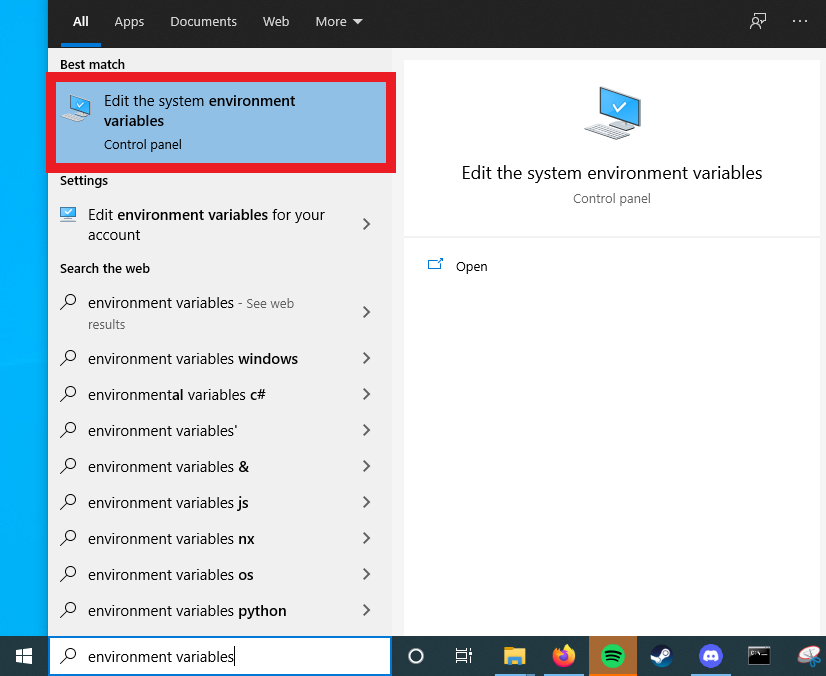 All Apps Documents Web More
Best match
Edit the system environment
variables
Control panel
Settings
Edit environment variables for your
account
Search the web
environment variables - See web
results
environment variables windows
environmental variables c#
environment variables'
environment variables &
environment variables js
environment variables nx
environment variables os
environment variables python
environment variables
Edit the system environment variables
Control panel
Open